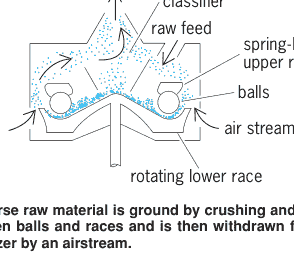 classifier
raw feed
spring-l
upper r
balls
air stream
rotating lower race
rse raw material is ground by crushing and
en balls and races and is then withdrawn f
zer by an airstream.